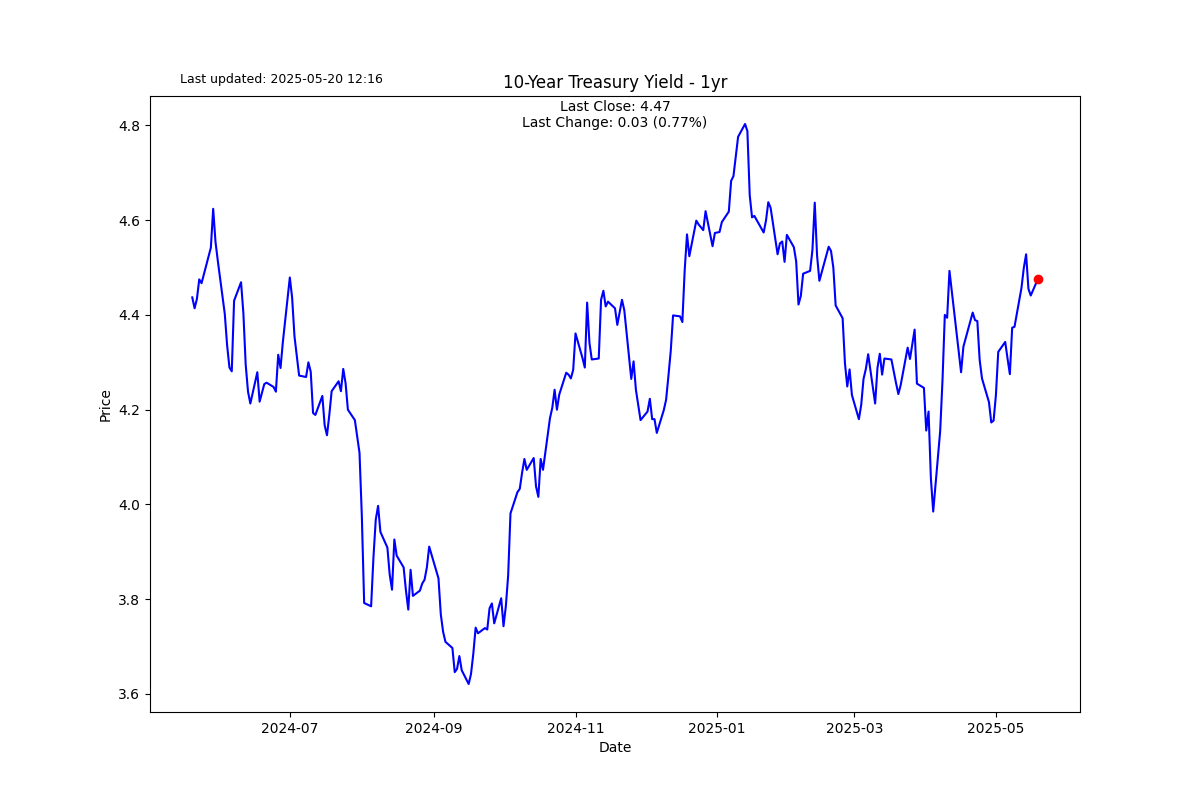 Last updated: 2025-05-20 12:16
10-Year Treasury Yield - 1yr
Last Close: 4.47
Last Change: 0.03 (0.77%)
Price
4.8
4.6
4.4
4.2
4.0
3.8
3.6
2024-07
2024-09
2024-11
2025-01
2025-03
2025-05
Date